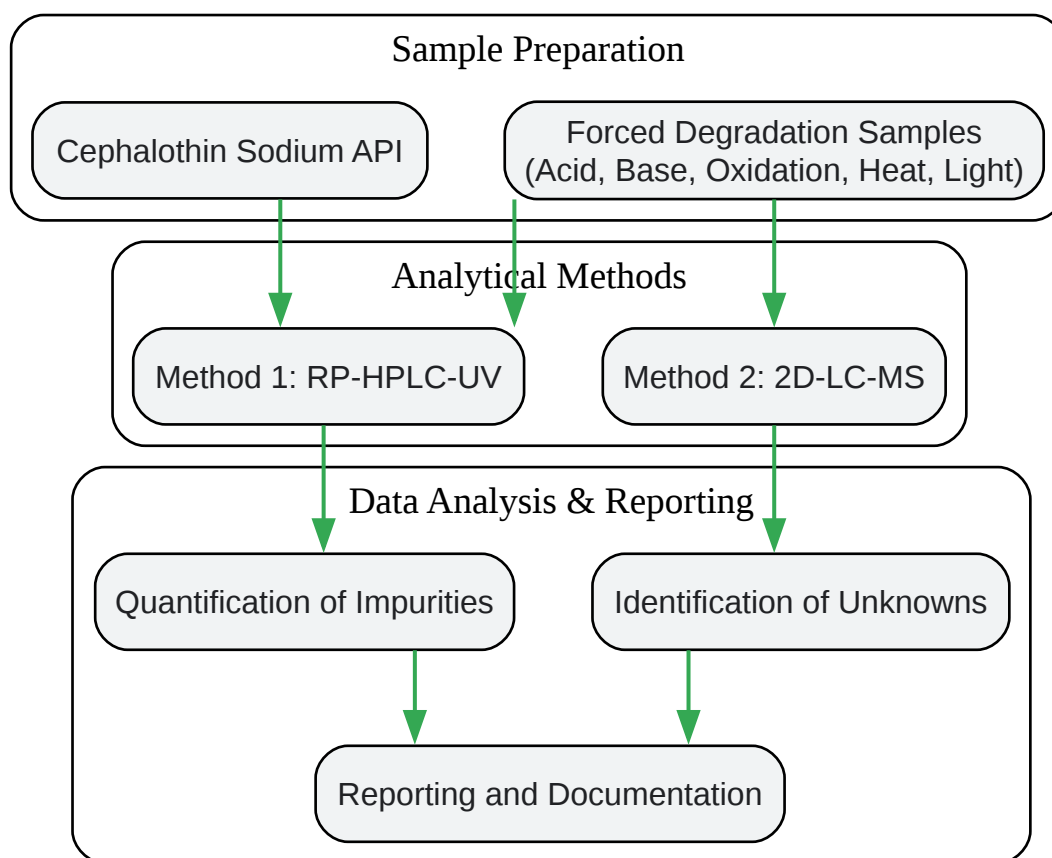 Sample Preparation
Cephalothin Sodium API
Forced Degradation Samples
(Acid, Base, Oxidation, Heat, Light)
Analytical Methods
Method 1: RP-HPLC-UV
Method 2: 2D-LC-MS
Data Analysis & Reporting
Quantification of Impurities
Identification of Unknowns
Reporting and Documentation